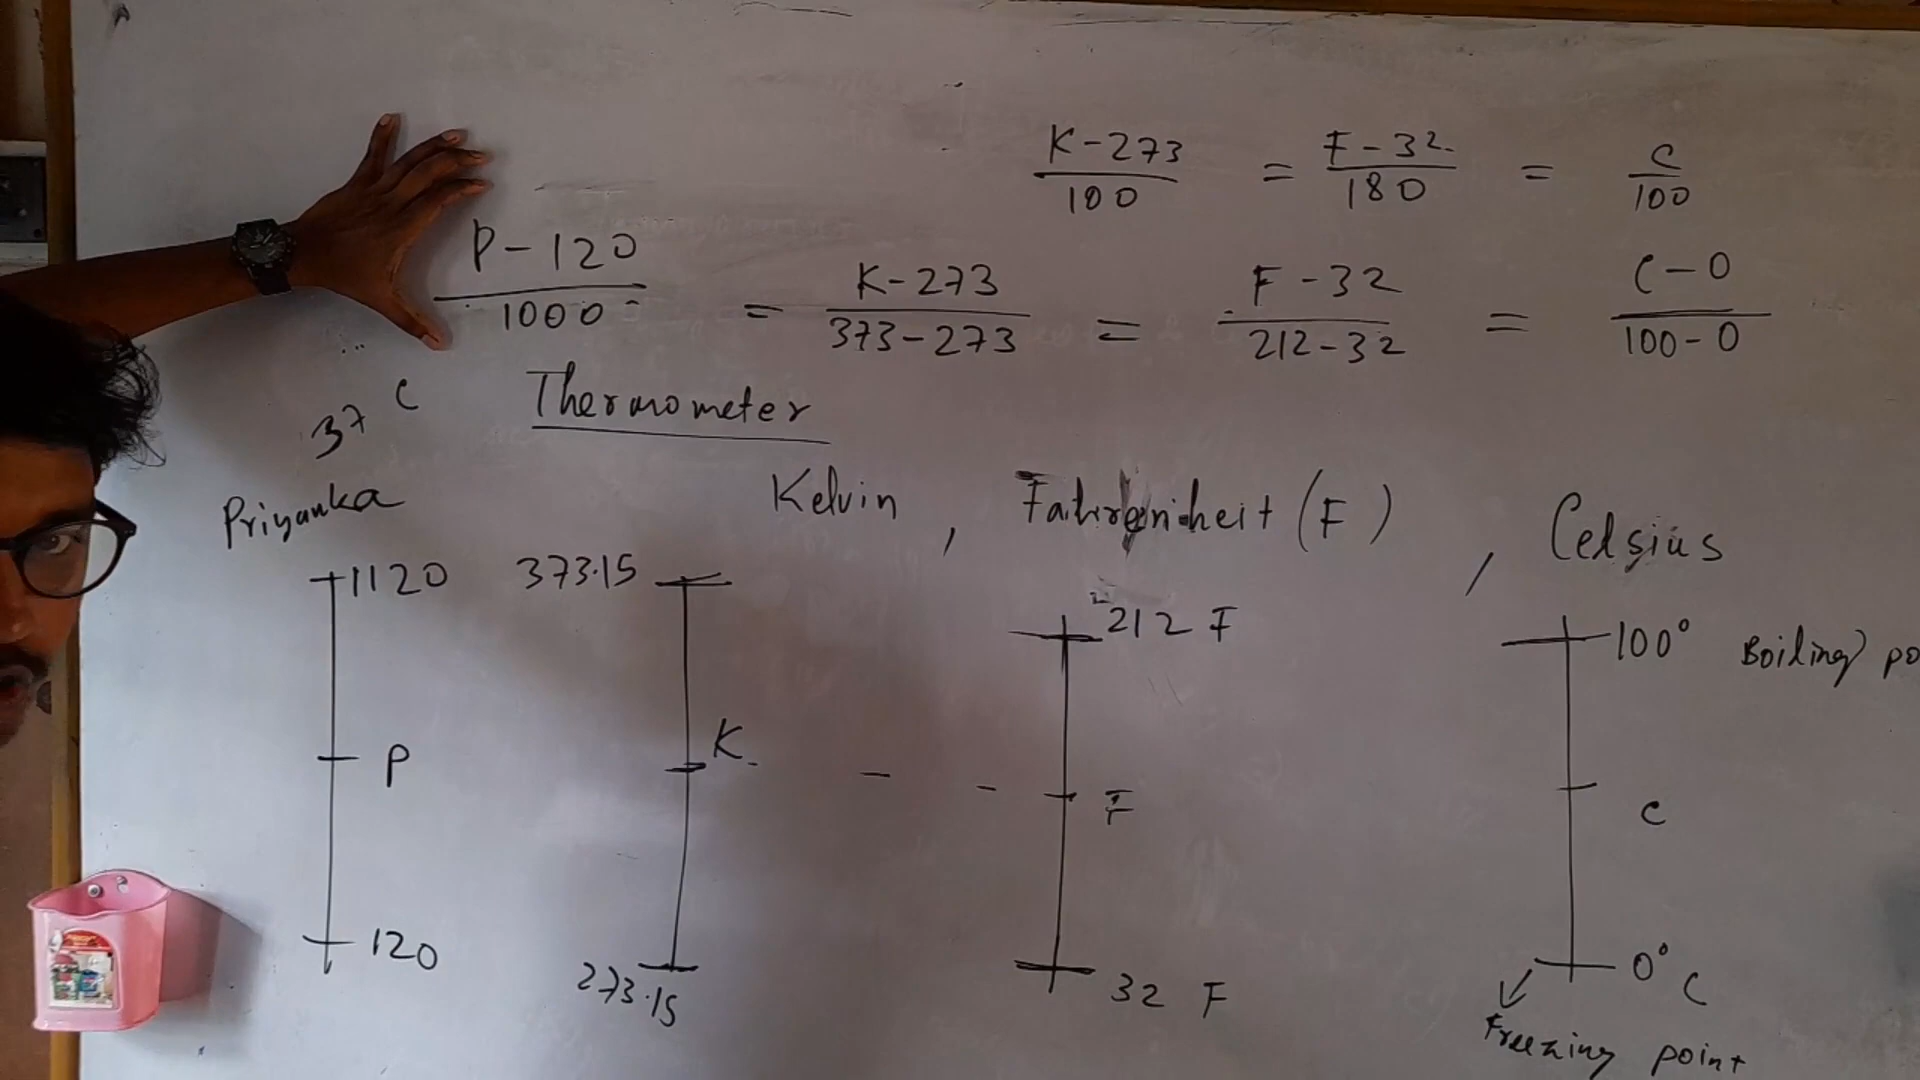 K-273 / 100 = F-32 / 180 = C / 100
P-120 / 1000 = K-273 / 373-273 = F-32 / 212-32 = C-0 / 100-0
37 C
Thermometer
Priyanka
Kelvin , Fahrenheit (F) , Celsius
1120 373.15 212 F 100° Boiling po
P K F C
120 273.15 32 F 0° C
Freezing point